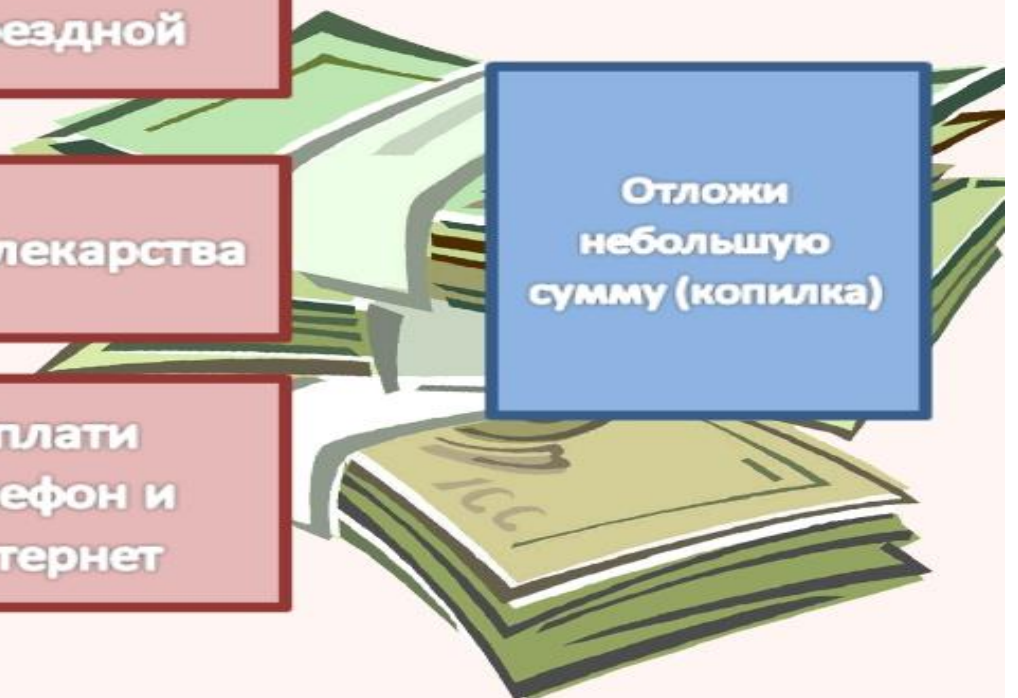 ездной
лекарства
плати
ефон и
тернет
Отложи
небольшую
сумму (копилка)